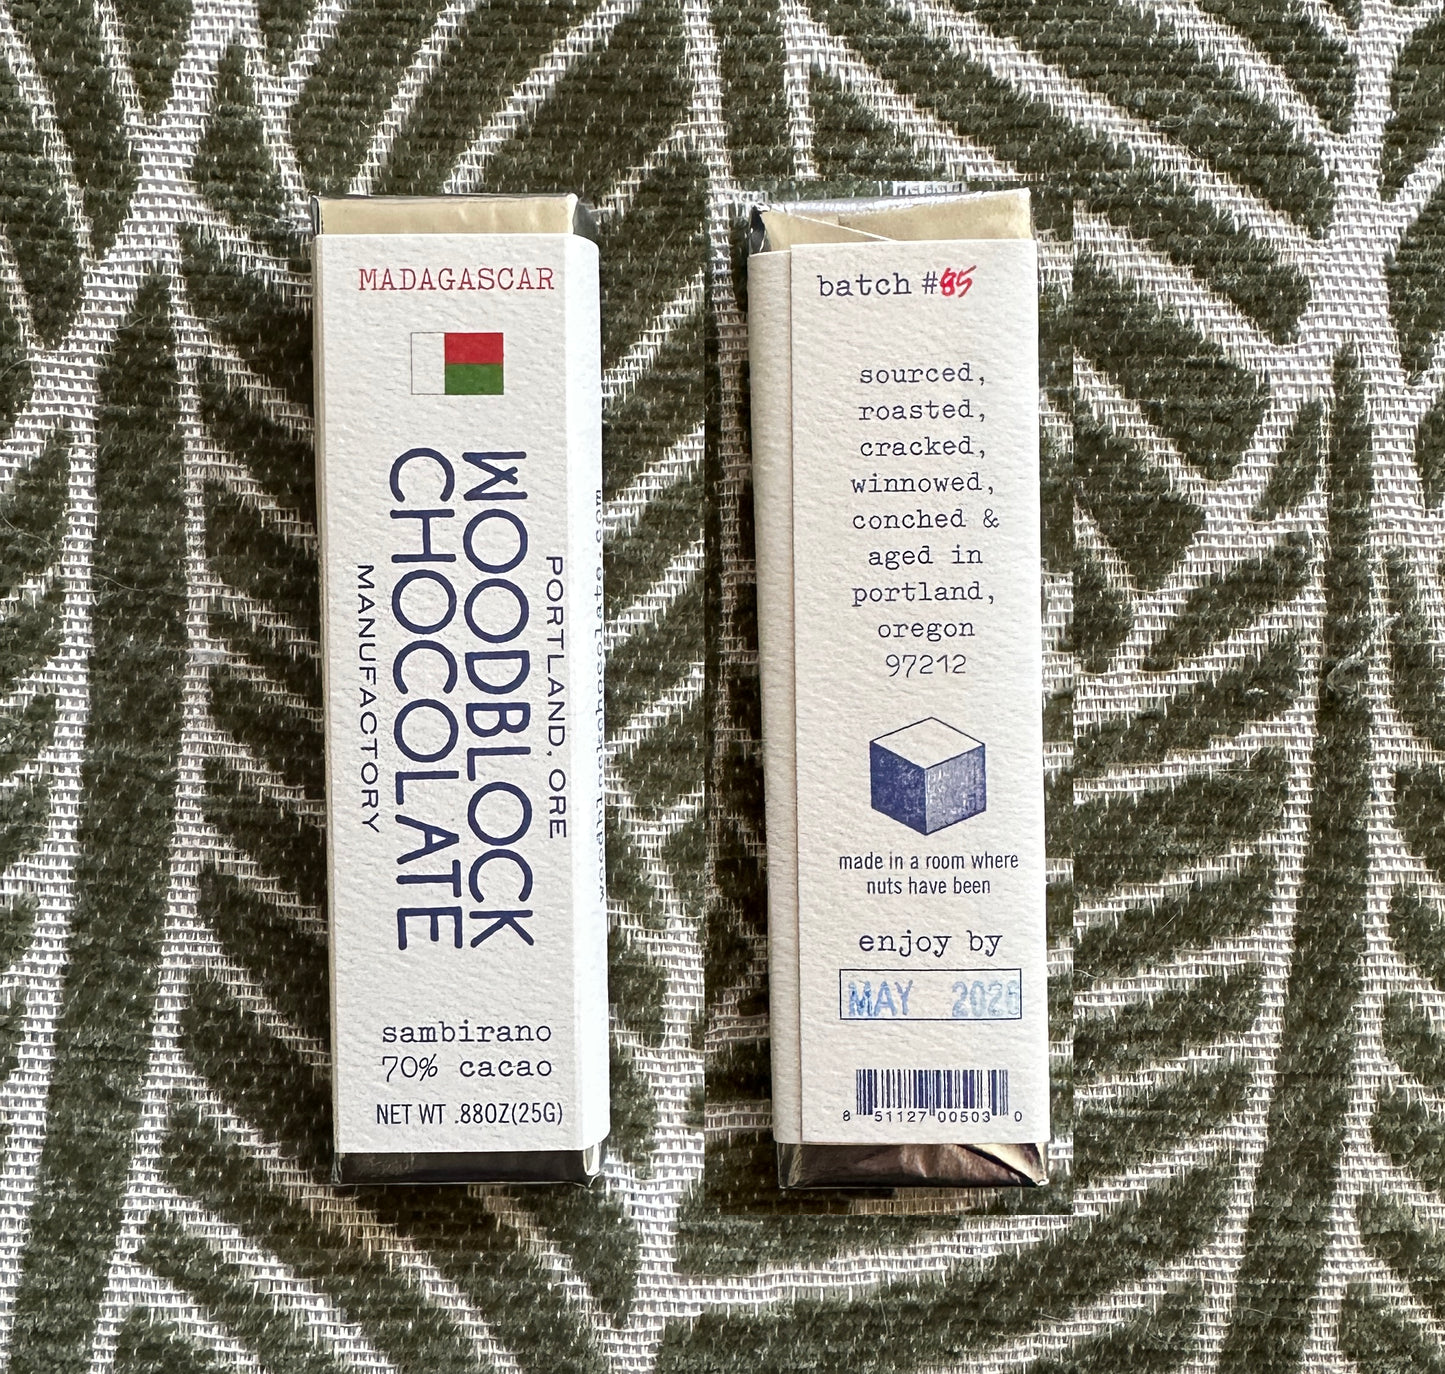 MADAGASCAR
PORTLAND, ORE
WOODBLOCK
CHOCOLATE
MANUFACTORY
sambirano
70% cacao
NET WT .88OZ(25G)
batch #85
sourced,
roasted,
cracked,
winnowed,
conched &
aged in
portland,
oregon
97212
made in a room where
nuts have been
enjoy by
MAY 2026
8 51127 00503 0